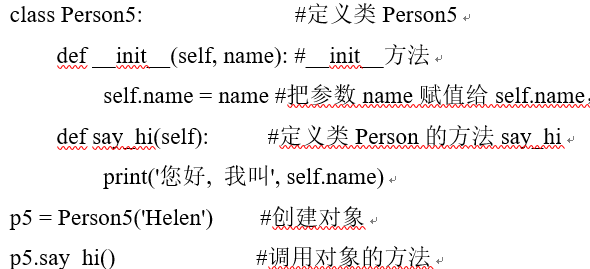 class Person5: #定义类 Person5
def __init__(self, name): #__init__方法
self.name = name #把参数 name 赋值给 self.name,
def say_hi(self): #定义类 Person 的方法 say_hi
print('您好, 我叫', self.name)
p5 = Person5('Helen') #创建对象
p5.say_hi() #调用对象的方法